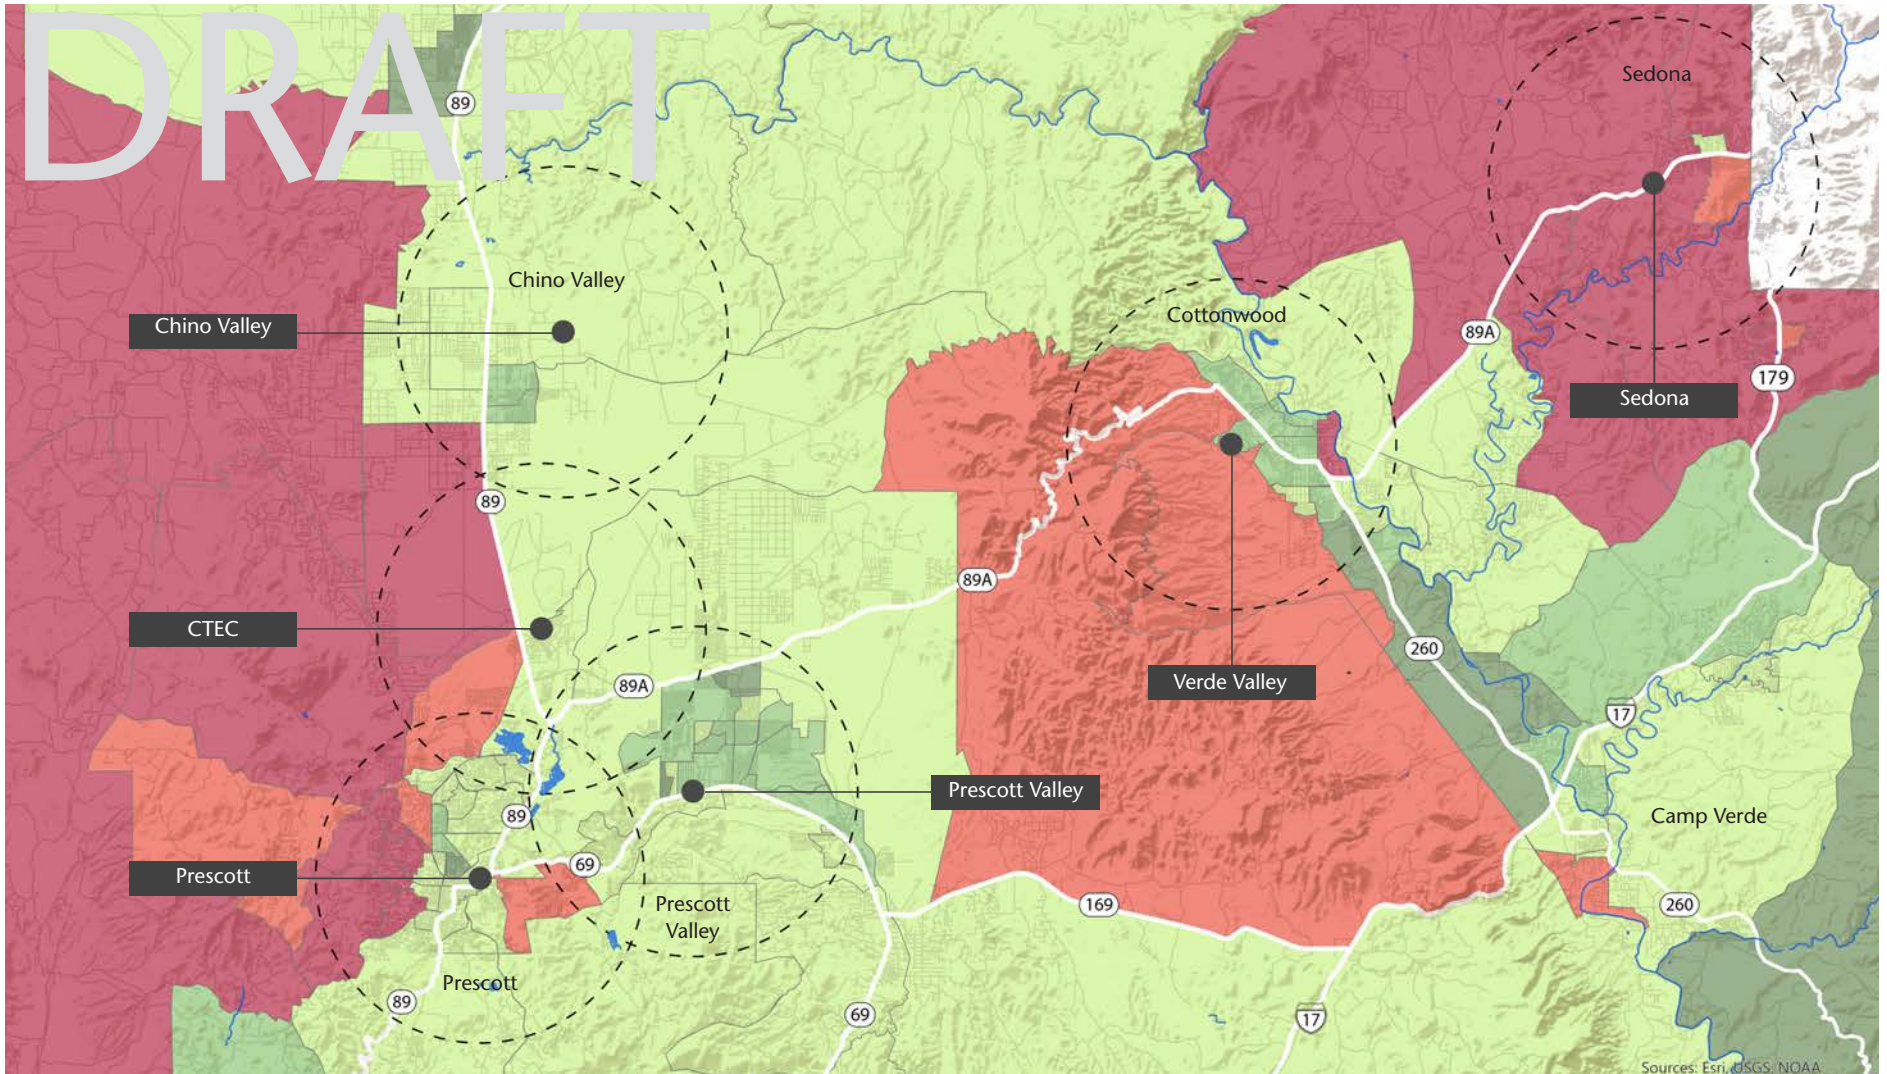 DRAFT
Sedona
89
Chino Valley
Chino Valley
Cottonwood
89A
179
Sedona
89
89A
CTEC
260
89A
Verde Valley
17
Prescott Valley
89
Camp Verde
69
Prescott
Prescott
Valley
169
260
Prescott
89
69
17
Sources: Esri, USGS, NOAA